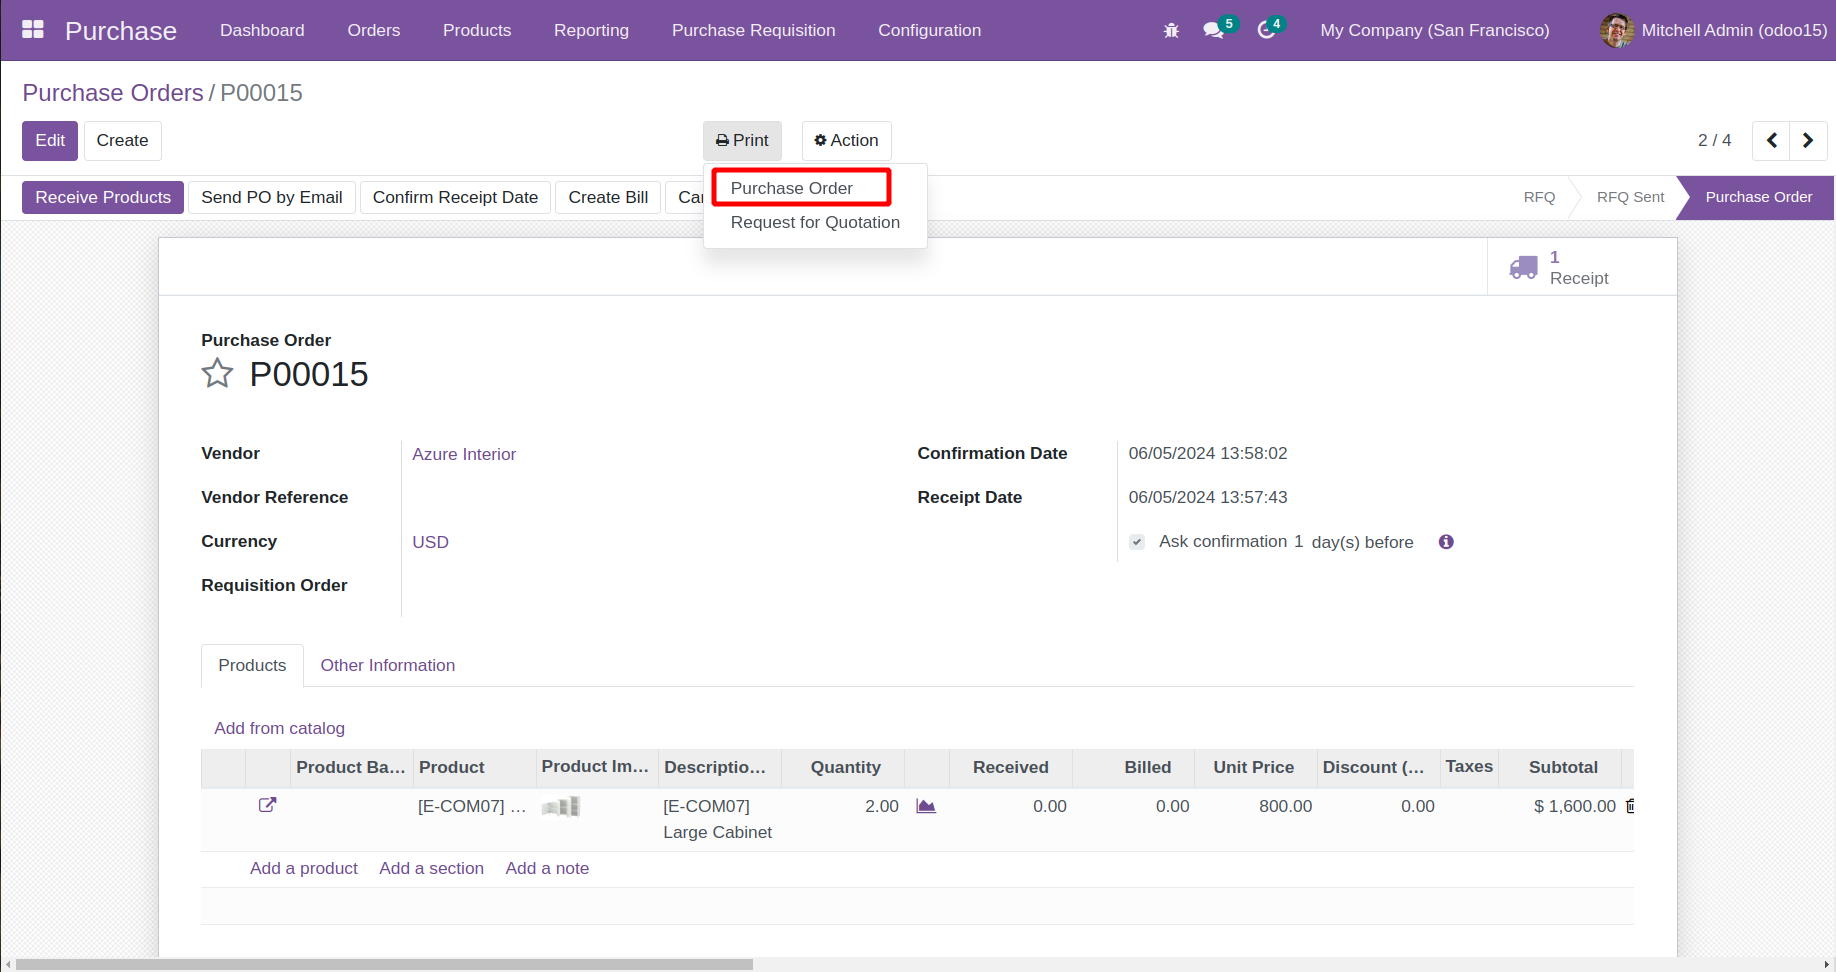 Purchase Dashboard Orders Products Reporting Purchase Requisition Configuration 5 4 My Company (San Francisco) Mitchell Admin (odoo15)
Purchase Orders / P00015
Edit Create Print Action 2 / 4
Receive Products Send PO by Email Confirm Receipt Date Create Bill Ca RFQ RFQ Sent Purchase Order
Purchase Order
Request for Quotation
1
Receipt
Purchase Order
P00015
Vendor Azure Interior Confirmation Date 06/05/2024 13:58:02
Vendor Reference Receipt Date 06/05/2024 13:57:43
Currency USD Ask confirmation 1 day(s) before
Requisition Order
Products Other Information
Add from catalog
Product Ba... Product Product Im... Descriptio... Quantity Received Billed Unit Price Discount (... Taxes Subtotal
[E-COM07] ... [E-COM07] 2.00 0.00 0.00 800.00 0.00 $ 1,600.00
Large Cabinet
Add a product Add a section Add a note